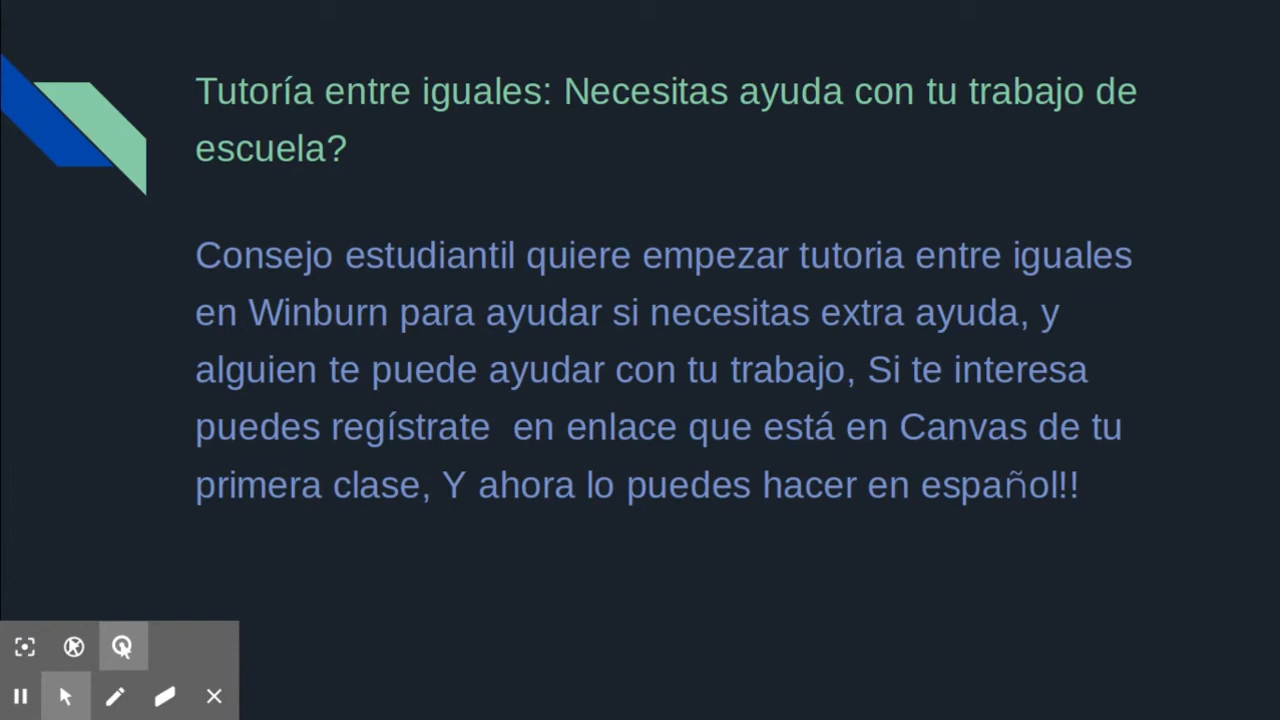 Tutoría entre iguales: Necesitas ayuda con tu trabajo de
escuela?
Consejo estudiantil quiere empezar tutoria entre iguales
en Winburn para ayudar si necesitas extra ayuda, y
alguien te puede ayudar con tu trabajo, Si te interesa
puedes regístrate  en enlace que está en Canvas de tu
primera clase, Y ahora lo puedes hacer en español!!